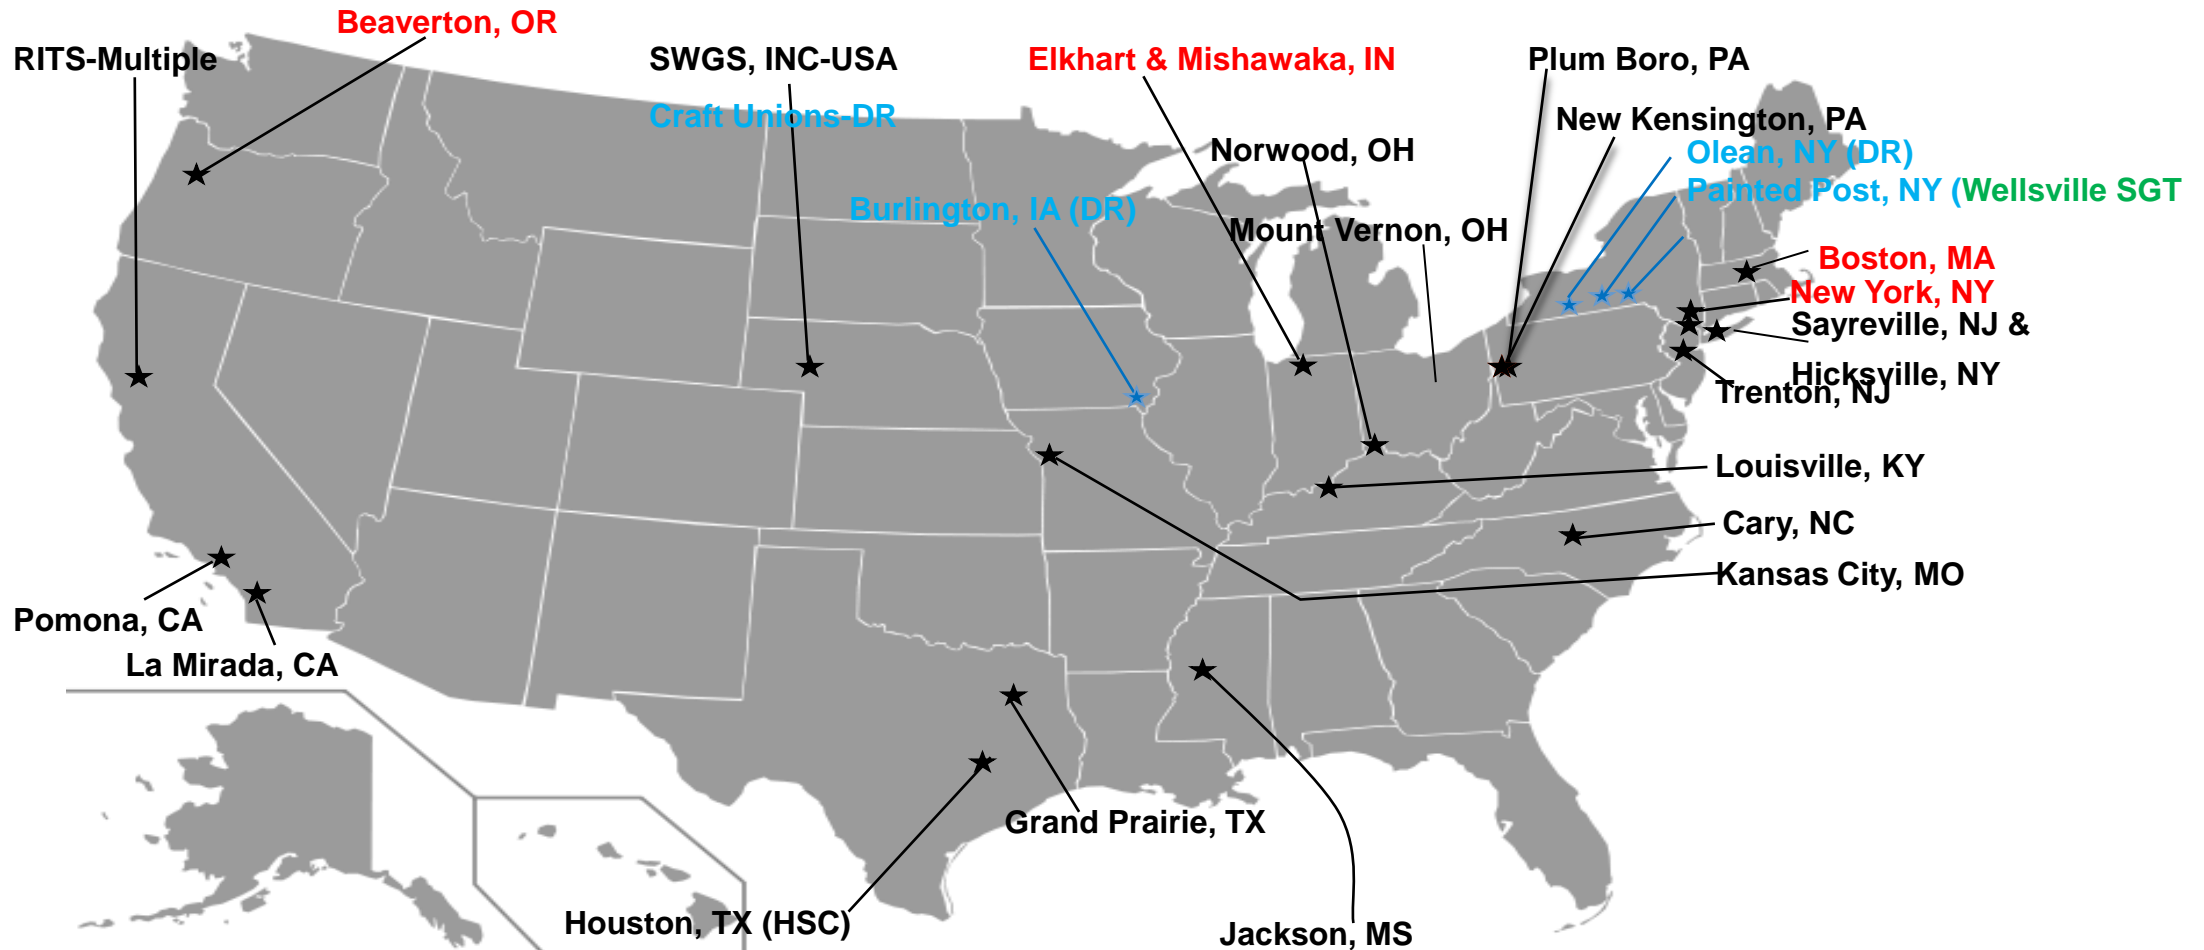 Beaverton, OR
RITS-Multiple
SWGS, INC-USA
Elkhart & Mishawaka, IN
Plum Boro, PA
Craft Unions-DR
New Kensington, PA
Norwood, OH
Olean, NY (DR)
Painted Post, NY (Wellsville SGT
Burlington, IA (DR)
Mount Vernon, OH
Boston, MA
New York, NY
Sayreville, NJ &
Hicksville, NY
Trenton, NJ
Louisville, KY
Cary, NC
Kansas City, MO
Pomona, CA
La Mirada, CA
Grand Prairie, TX
Houston, TX (HSC)
Jackson, MS